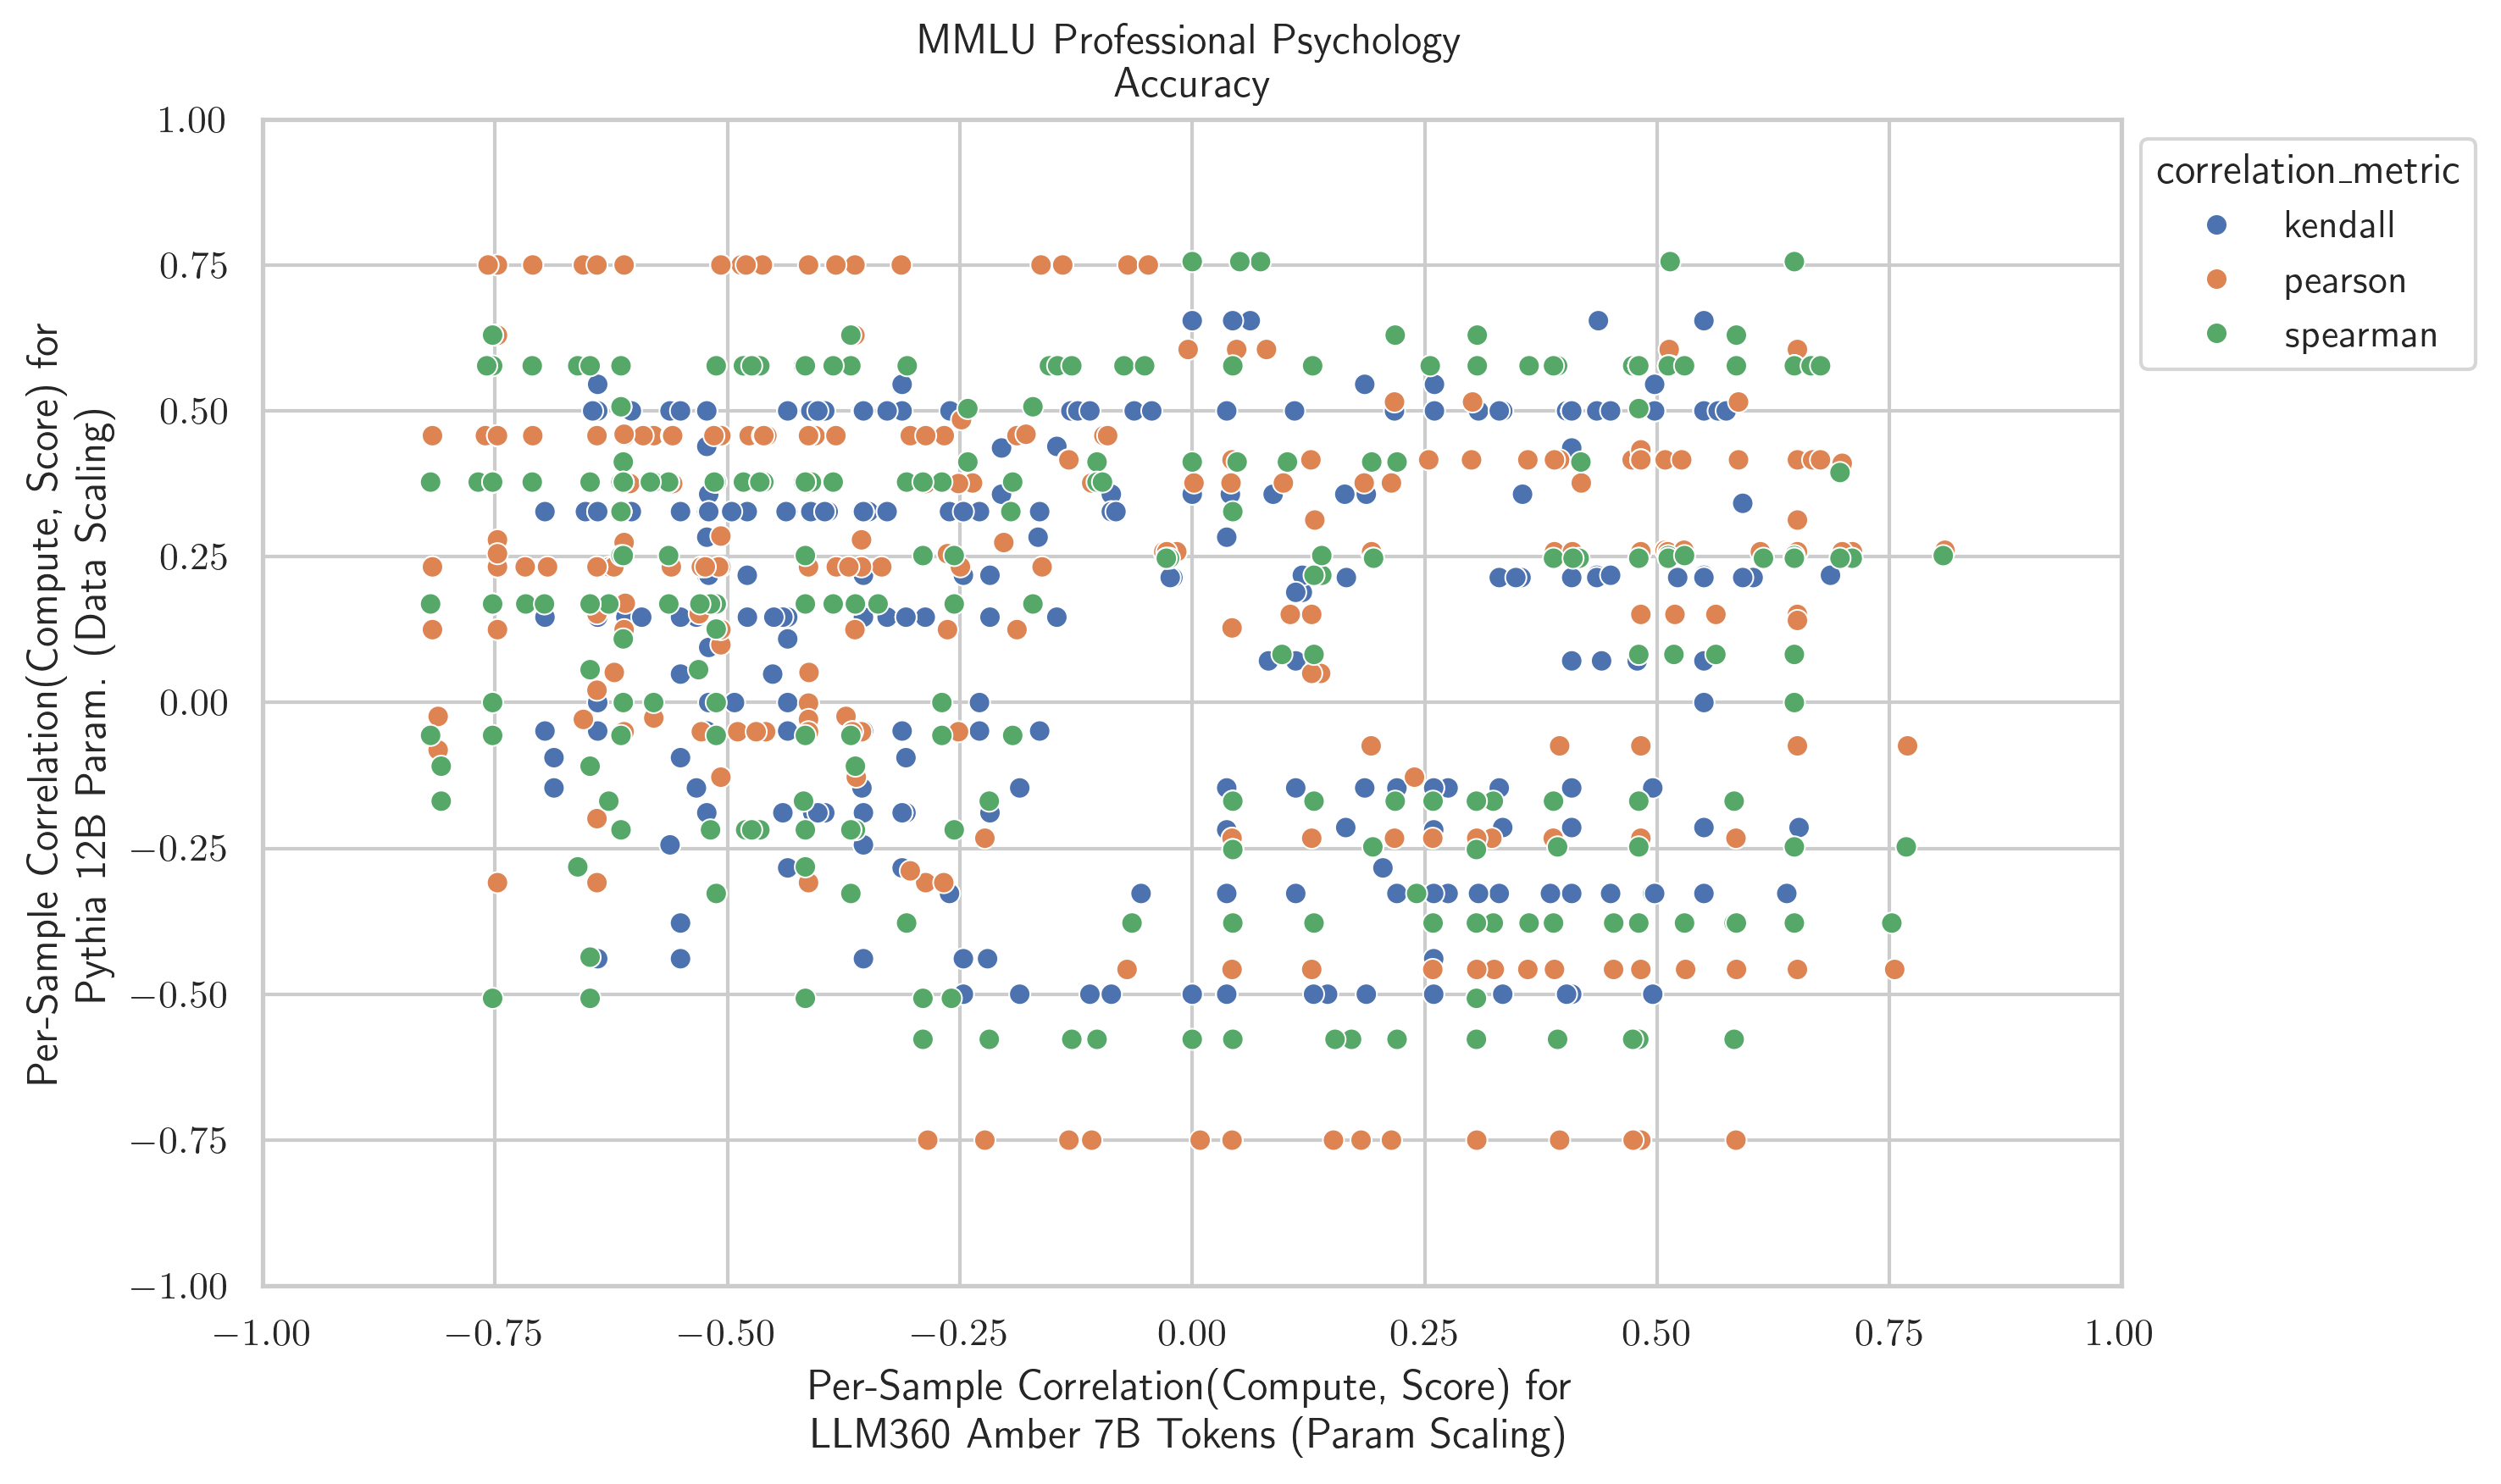 MMLU Professional Psychology
Accuracy
Per-Sample Correlation(Compute, Score) for
Pythia 12B Param. (Data Scaling)
1.00
0.75
0.50
0.25
0.00
−0.25
−0.50
−0.75
−1.00
−1.00 −0.75 −0.50 −0.25 0.00 0.25 0.50 0.75 1.00
Per-Sample Correlation(Compute, Score) for
LLM360 Amber 7B Tokens (Param Scaling)
correlation_metric
kendall
pearson
spearman